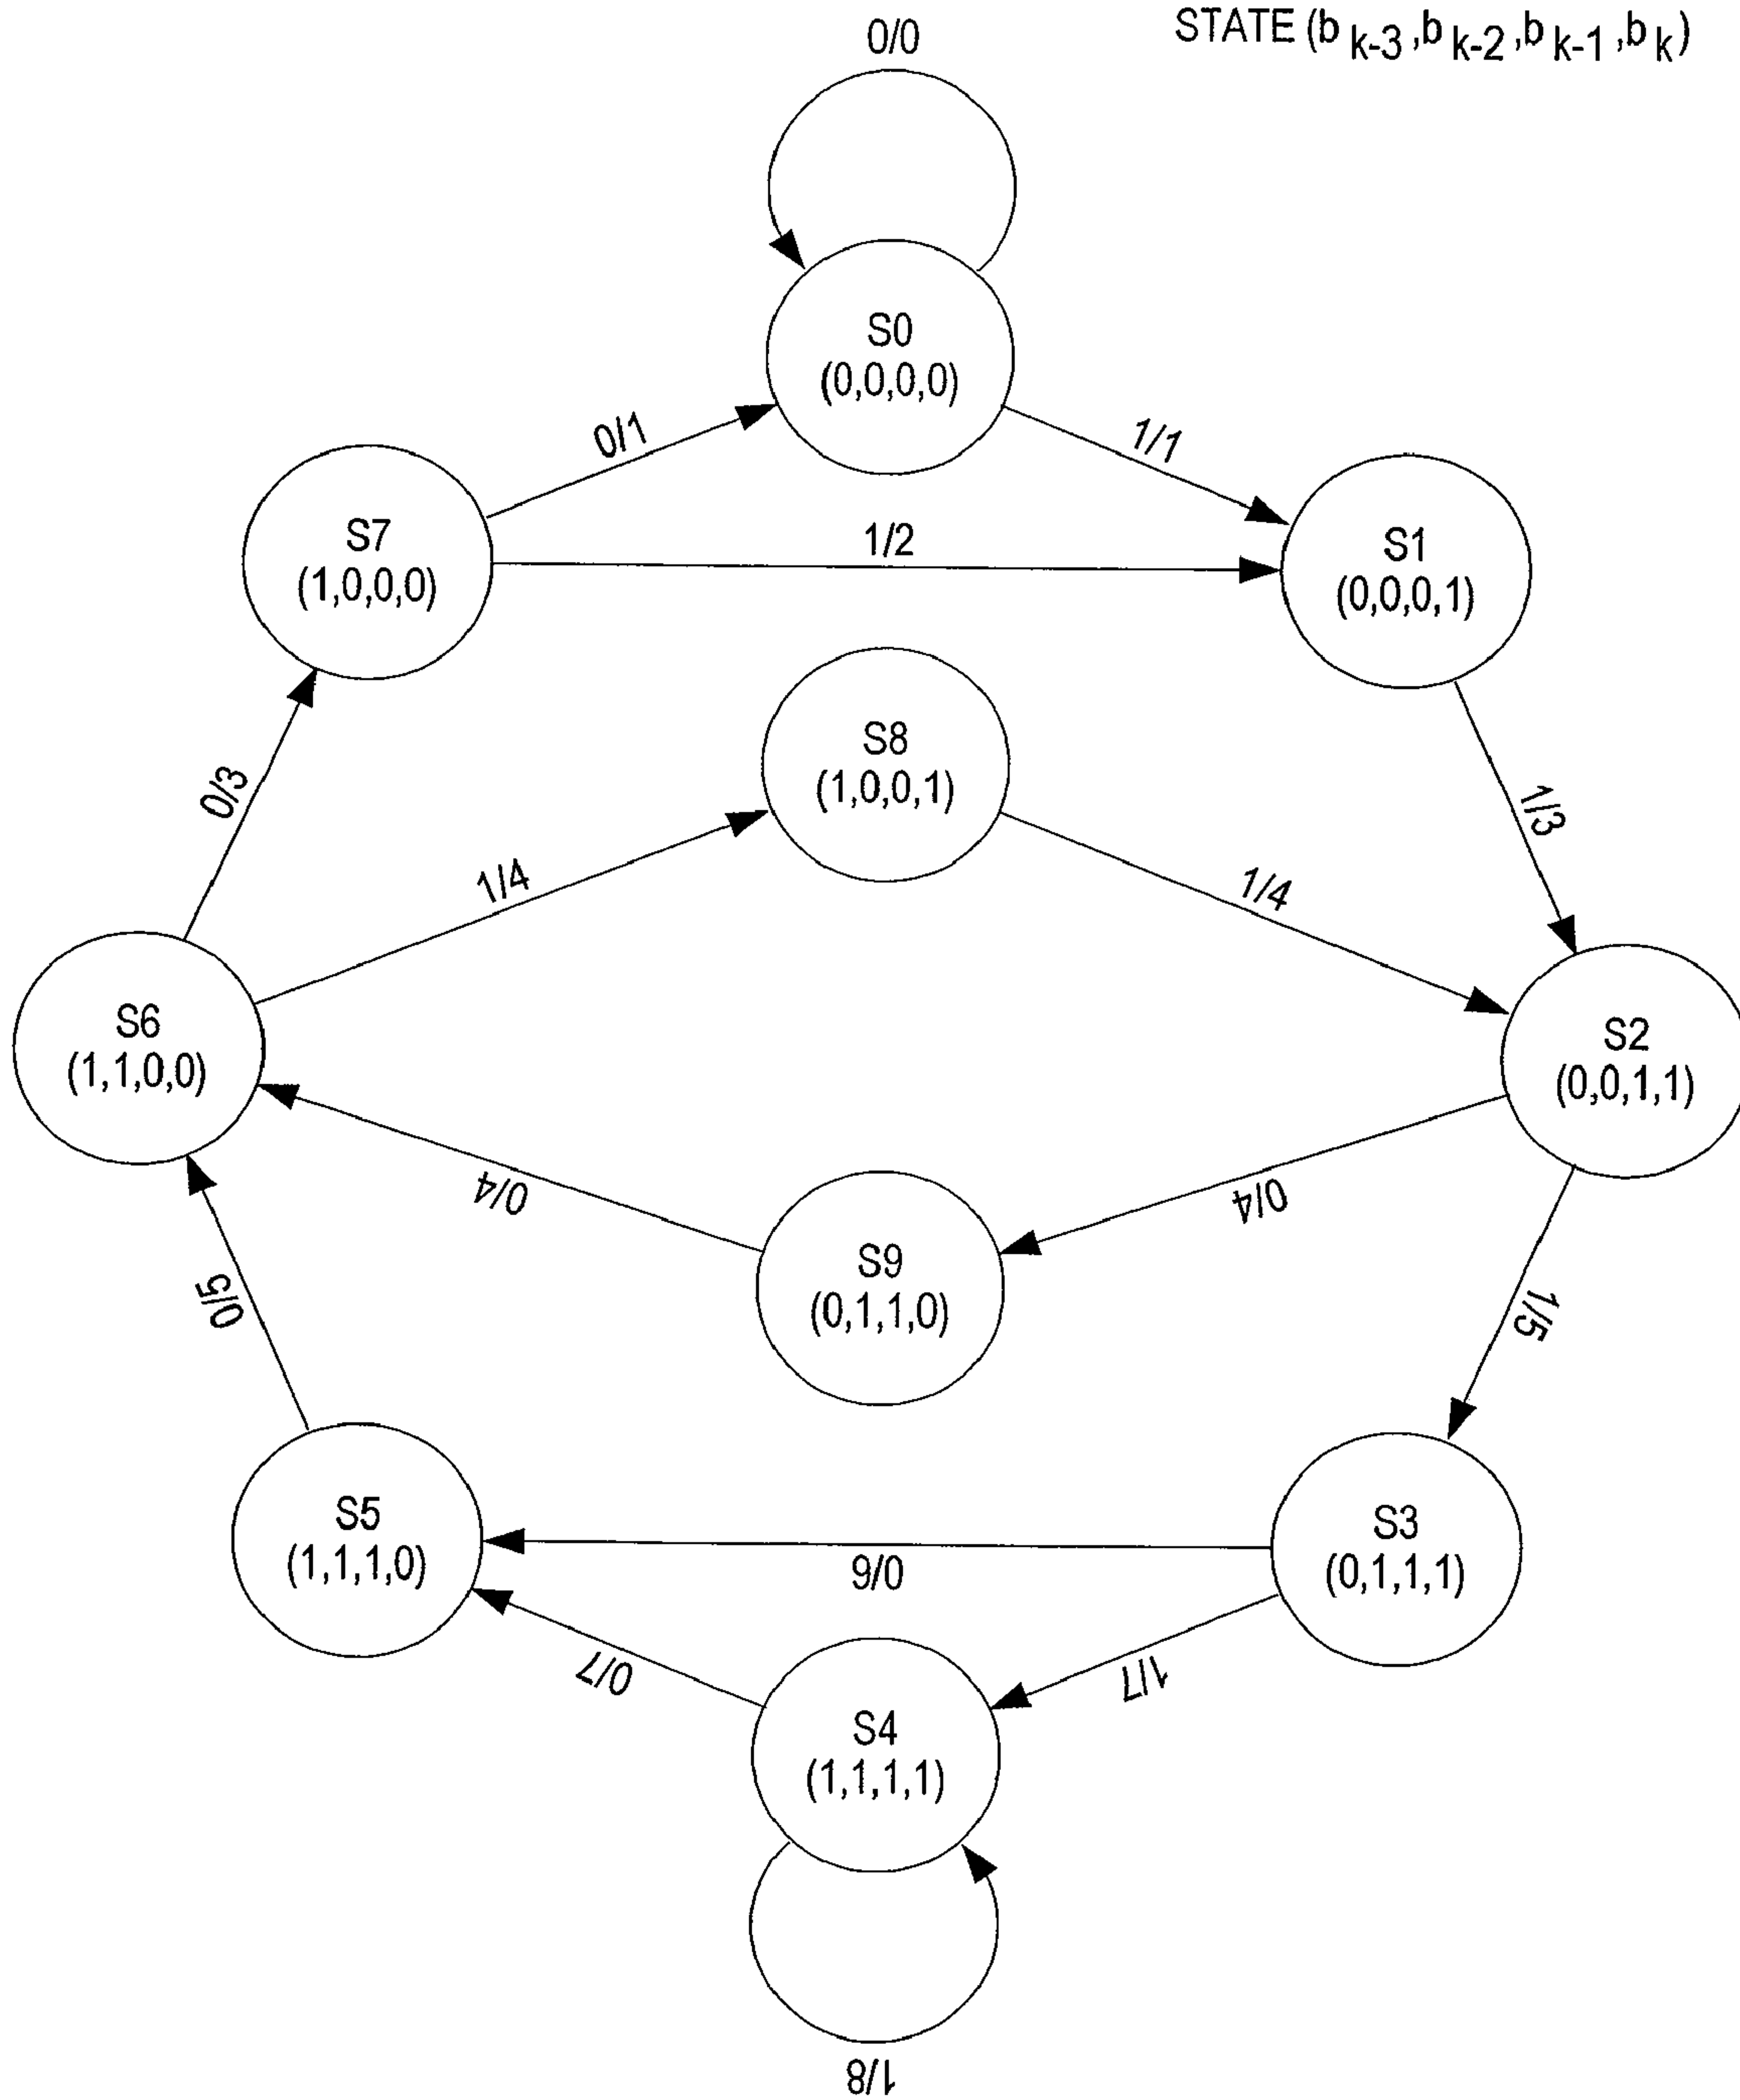 STATE (b k-3 ,b k-2 ,b k-1 ,b k)
0/0
S0
(0,0,0,0)
0/1
1/1
S7
(1,0,0,0)
1/2
S1
(0,0,0,1)
S8
(1,0,0,1)
0/3
1/3
1/4
1/4
S6
(1,1,0,0)
S2
(0,0,1,1)
0/4
0/4
S9
(0,1,1,0)
0/5
1/5
S5
(1,1,1,0)
S3
(0,1,1,1)
0/6
0/7
1/7
S4
(1,1,1,1)
1/8